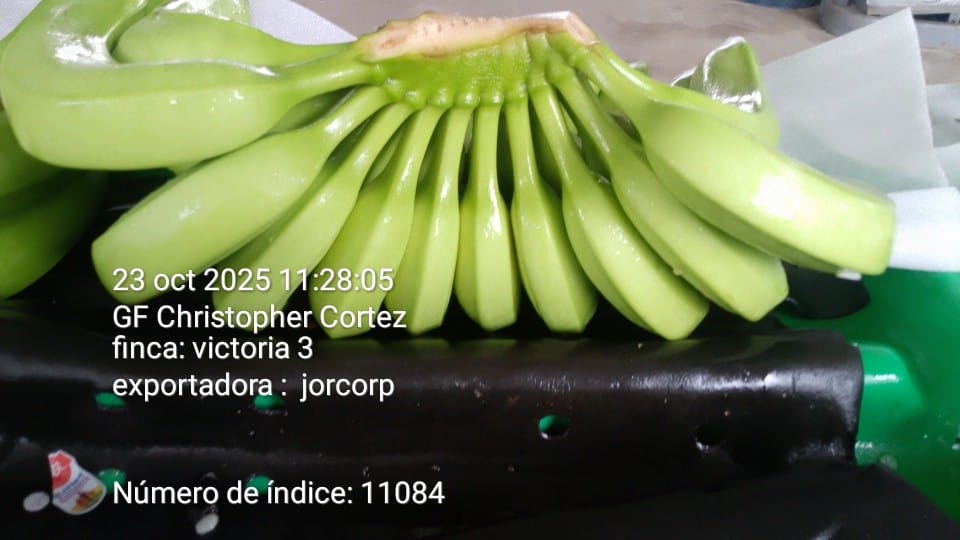 23 oct 2025 11:28:05
GF Christopher Cortez
finca: victoria 3
exportadora :  jorcorp
Número de índice: 11084